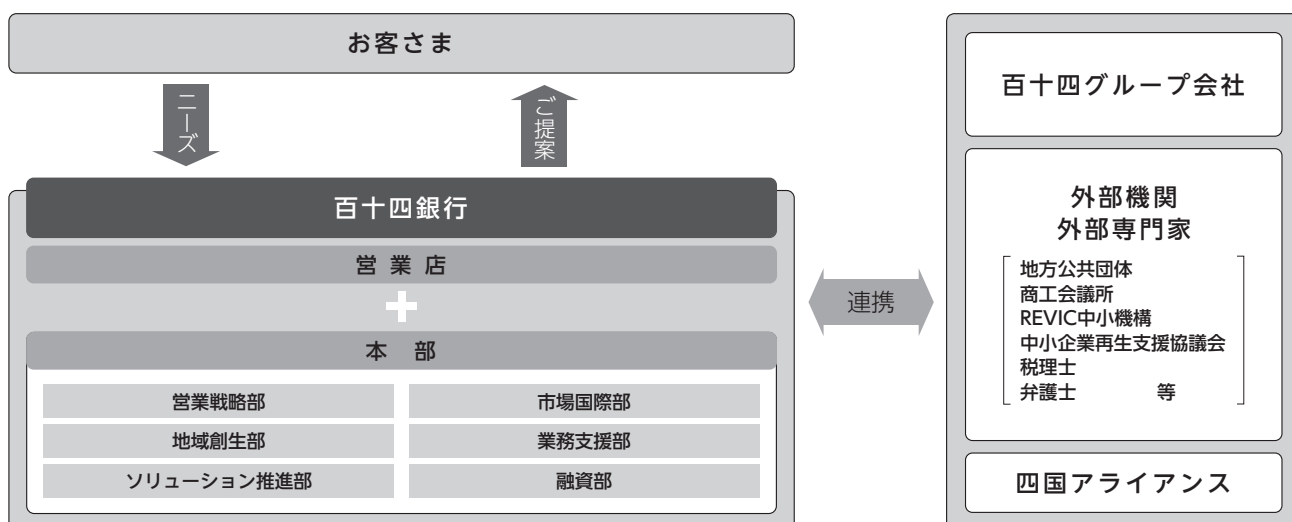 お客さま
ニーズ
ご提案
百十四銀行
営業店
本部
営業戦略部
市場国際部
地域創生部
業務支援部
ソリューション推進部
融資部
連携
百十四グループ会社
外部機関
外部専門家
地方公共団体
商工会議所
REVIC中小機構
中小企業再生支援協議会
税理士
弁護士 等
四国アライアンス